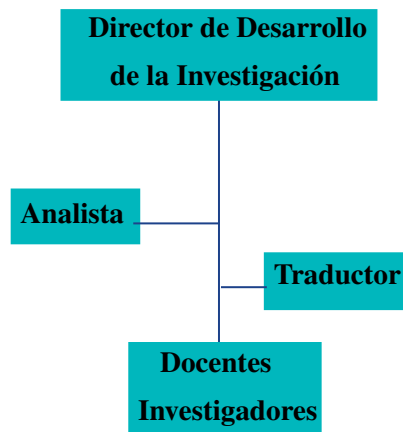 Director de Desarrollo
de la Investigación
Analista
Traductor
Docentes
Investigadores